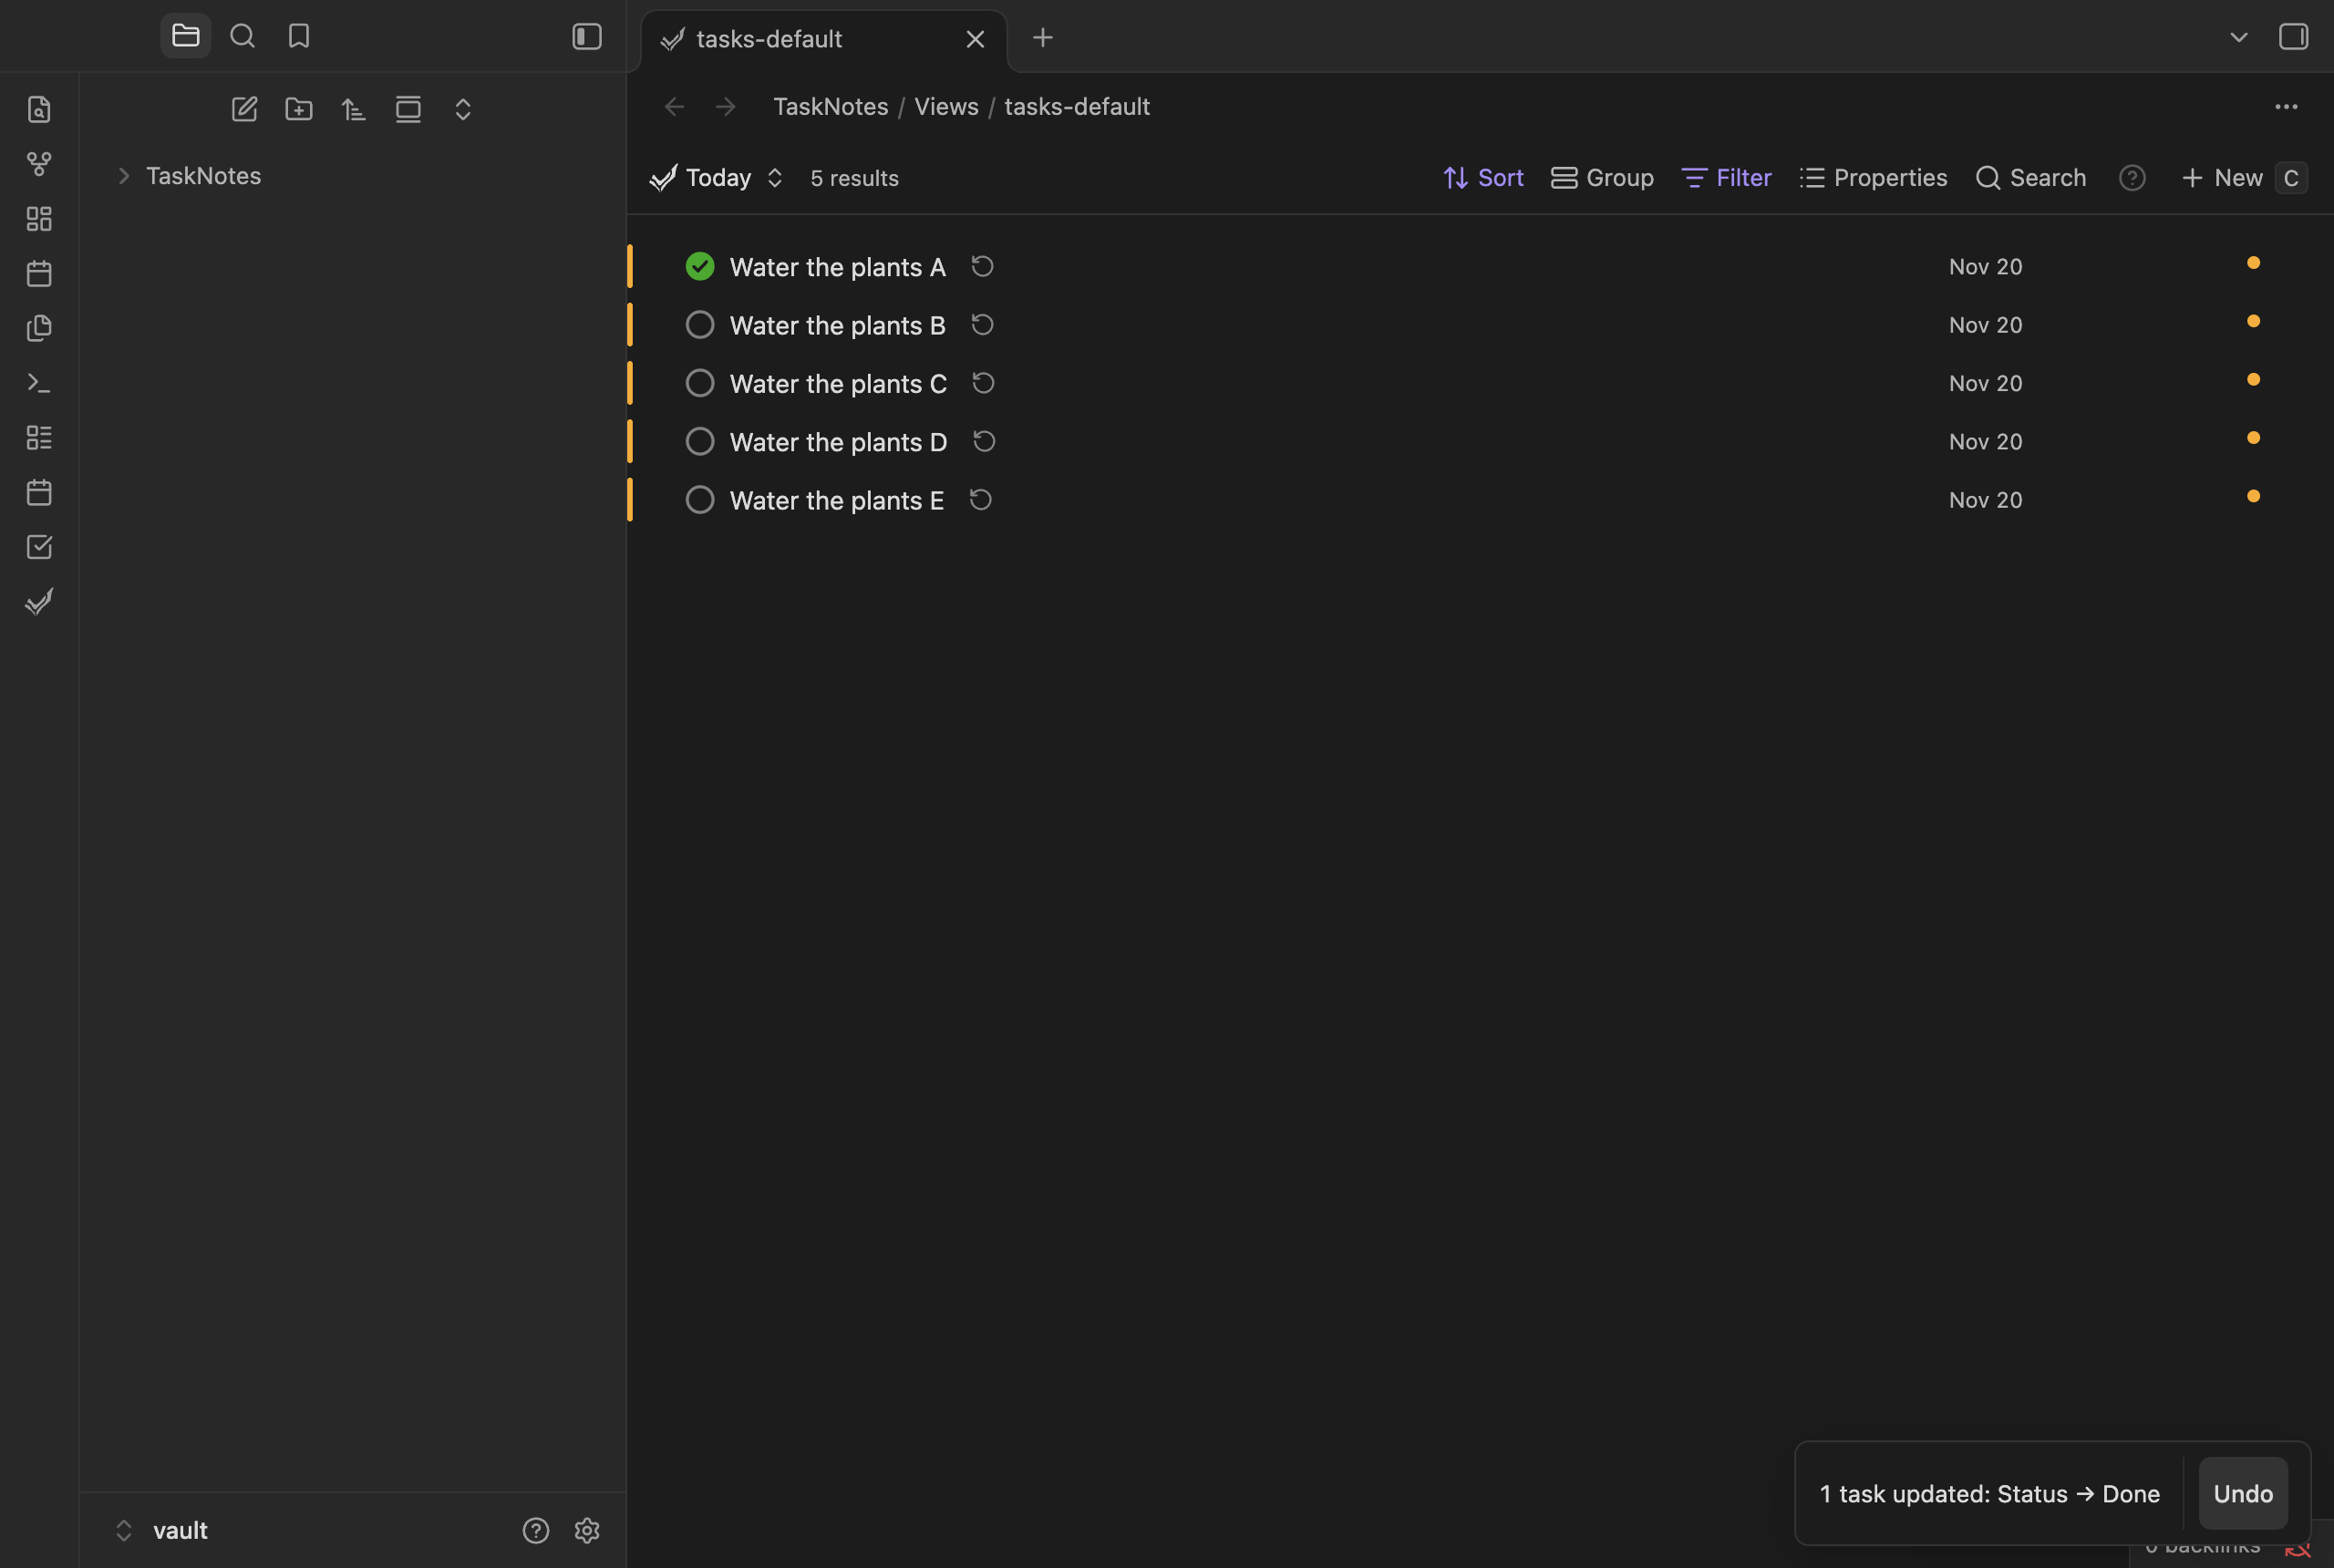 tasks-default
TaskNotes / Views / tasks-default
TaskNotes
Today 5 results Sort Group Filter Properties Search New C
Water the plants A Nov 20
Water the plants B Nov 20
Water the plants C Nov 20
Water the plants D Nov 20
Water the plants E Nov 20
1 task updated: Status → Done Undo
0 backlinks
vault